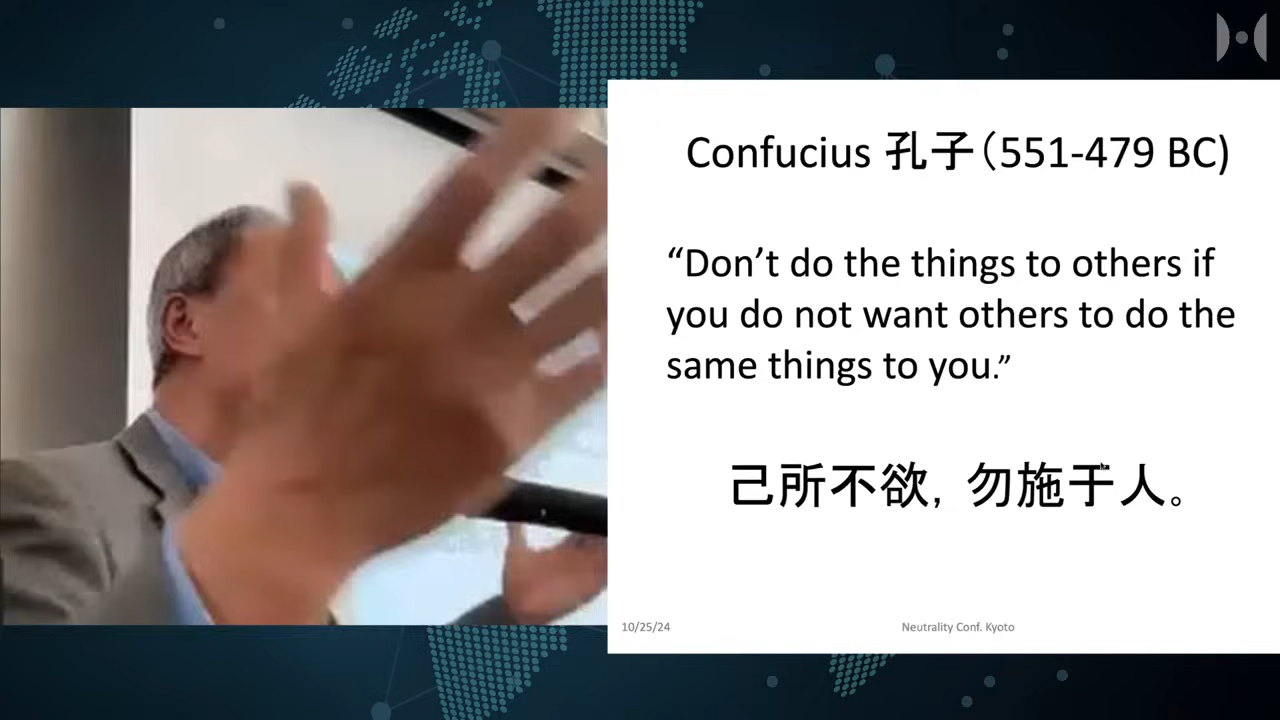 Confucius 孔子（551-479 BC)
“Don’t do the things to others if
you do not want others to do the
same things to you.”
己所不欲，勿施于人。
10/25/24
Neutrality Conf. Kyoto